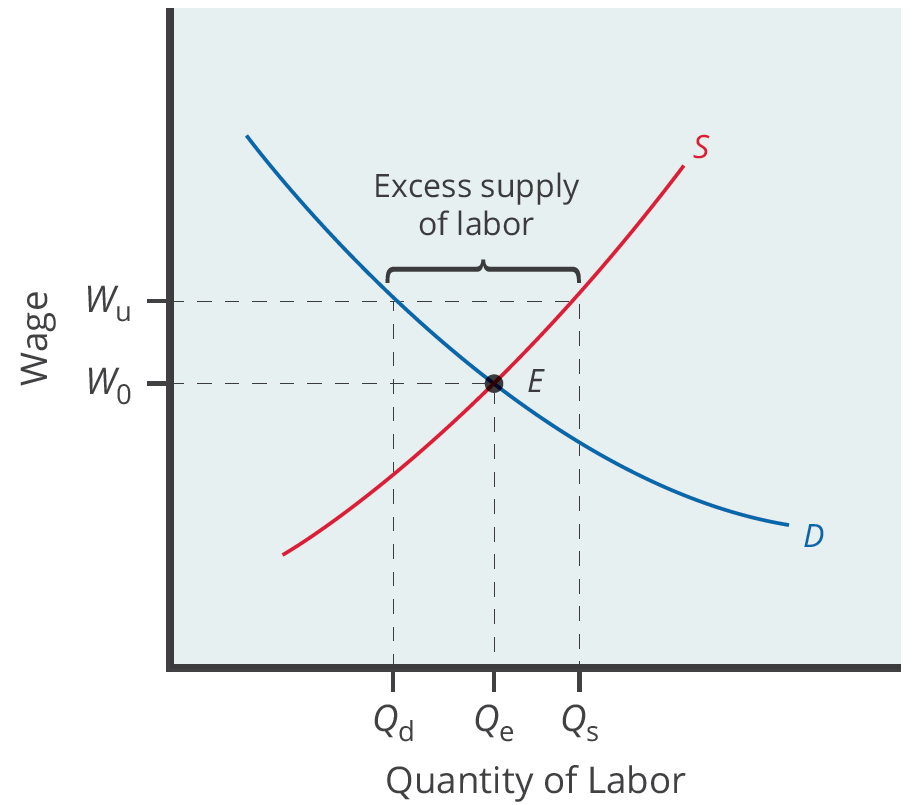 S
Excess supply
of labor
Wu
Wage
W0
E
D
Qd
Qe
Qs
Quantity of Labor